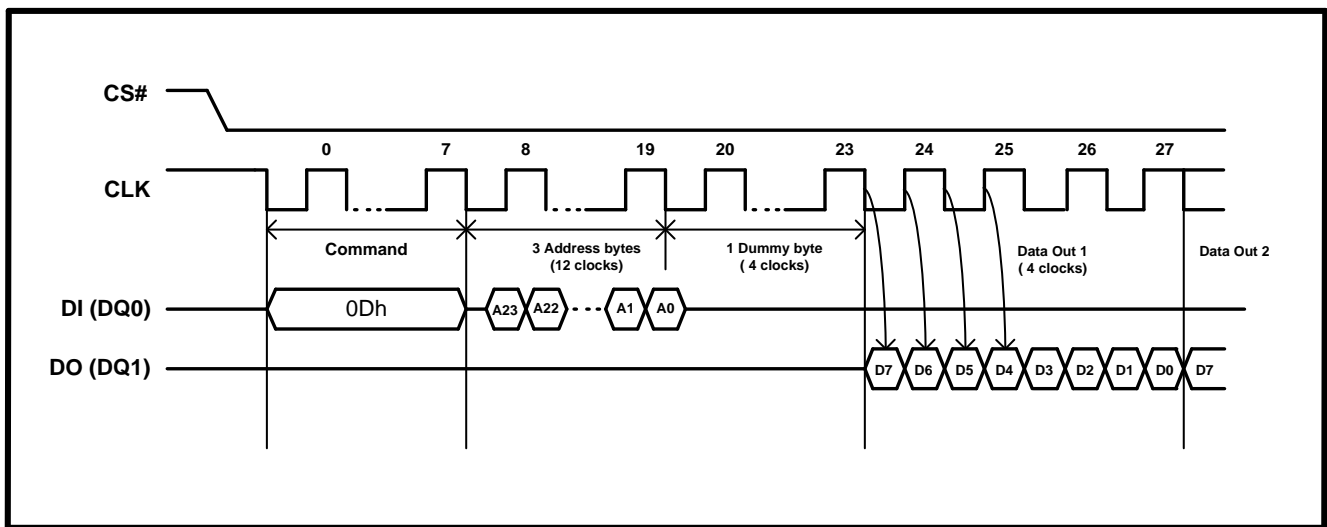 CS#
0 7 8 19 20 23 24 25 26 27
CLK
Command
3 Address bytes
(12 clocks)
1 Dummy byte
( 4 clocks)
Data Out 1
( 4 clocks)
Data Out 2
DI (DQ0)
0Dh
A23 A22 A1 A0
DO (DQ1)
D7 D6 D5 D4 D3 D2 D1 D0 D7